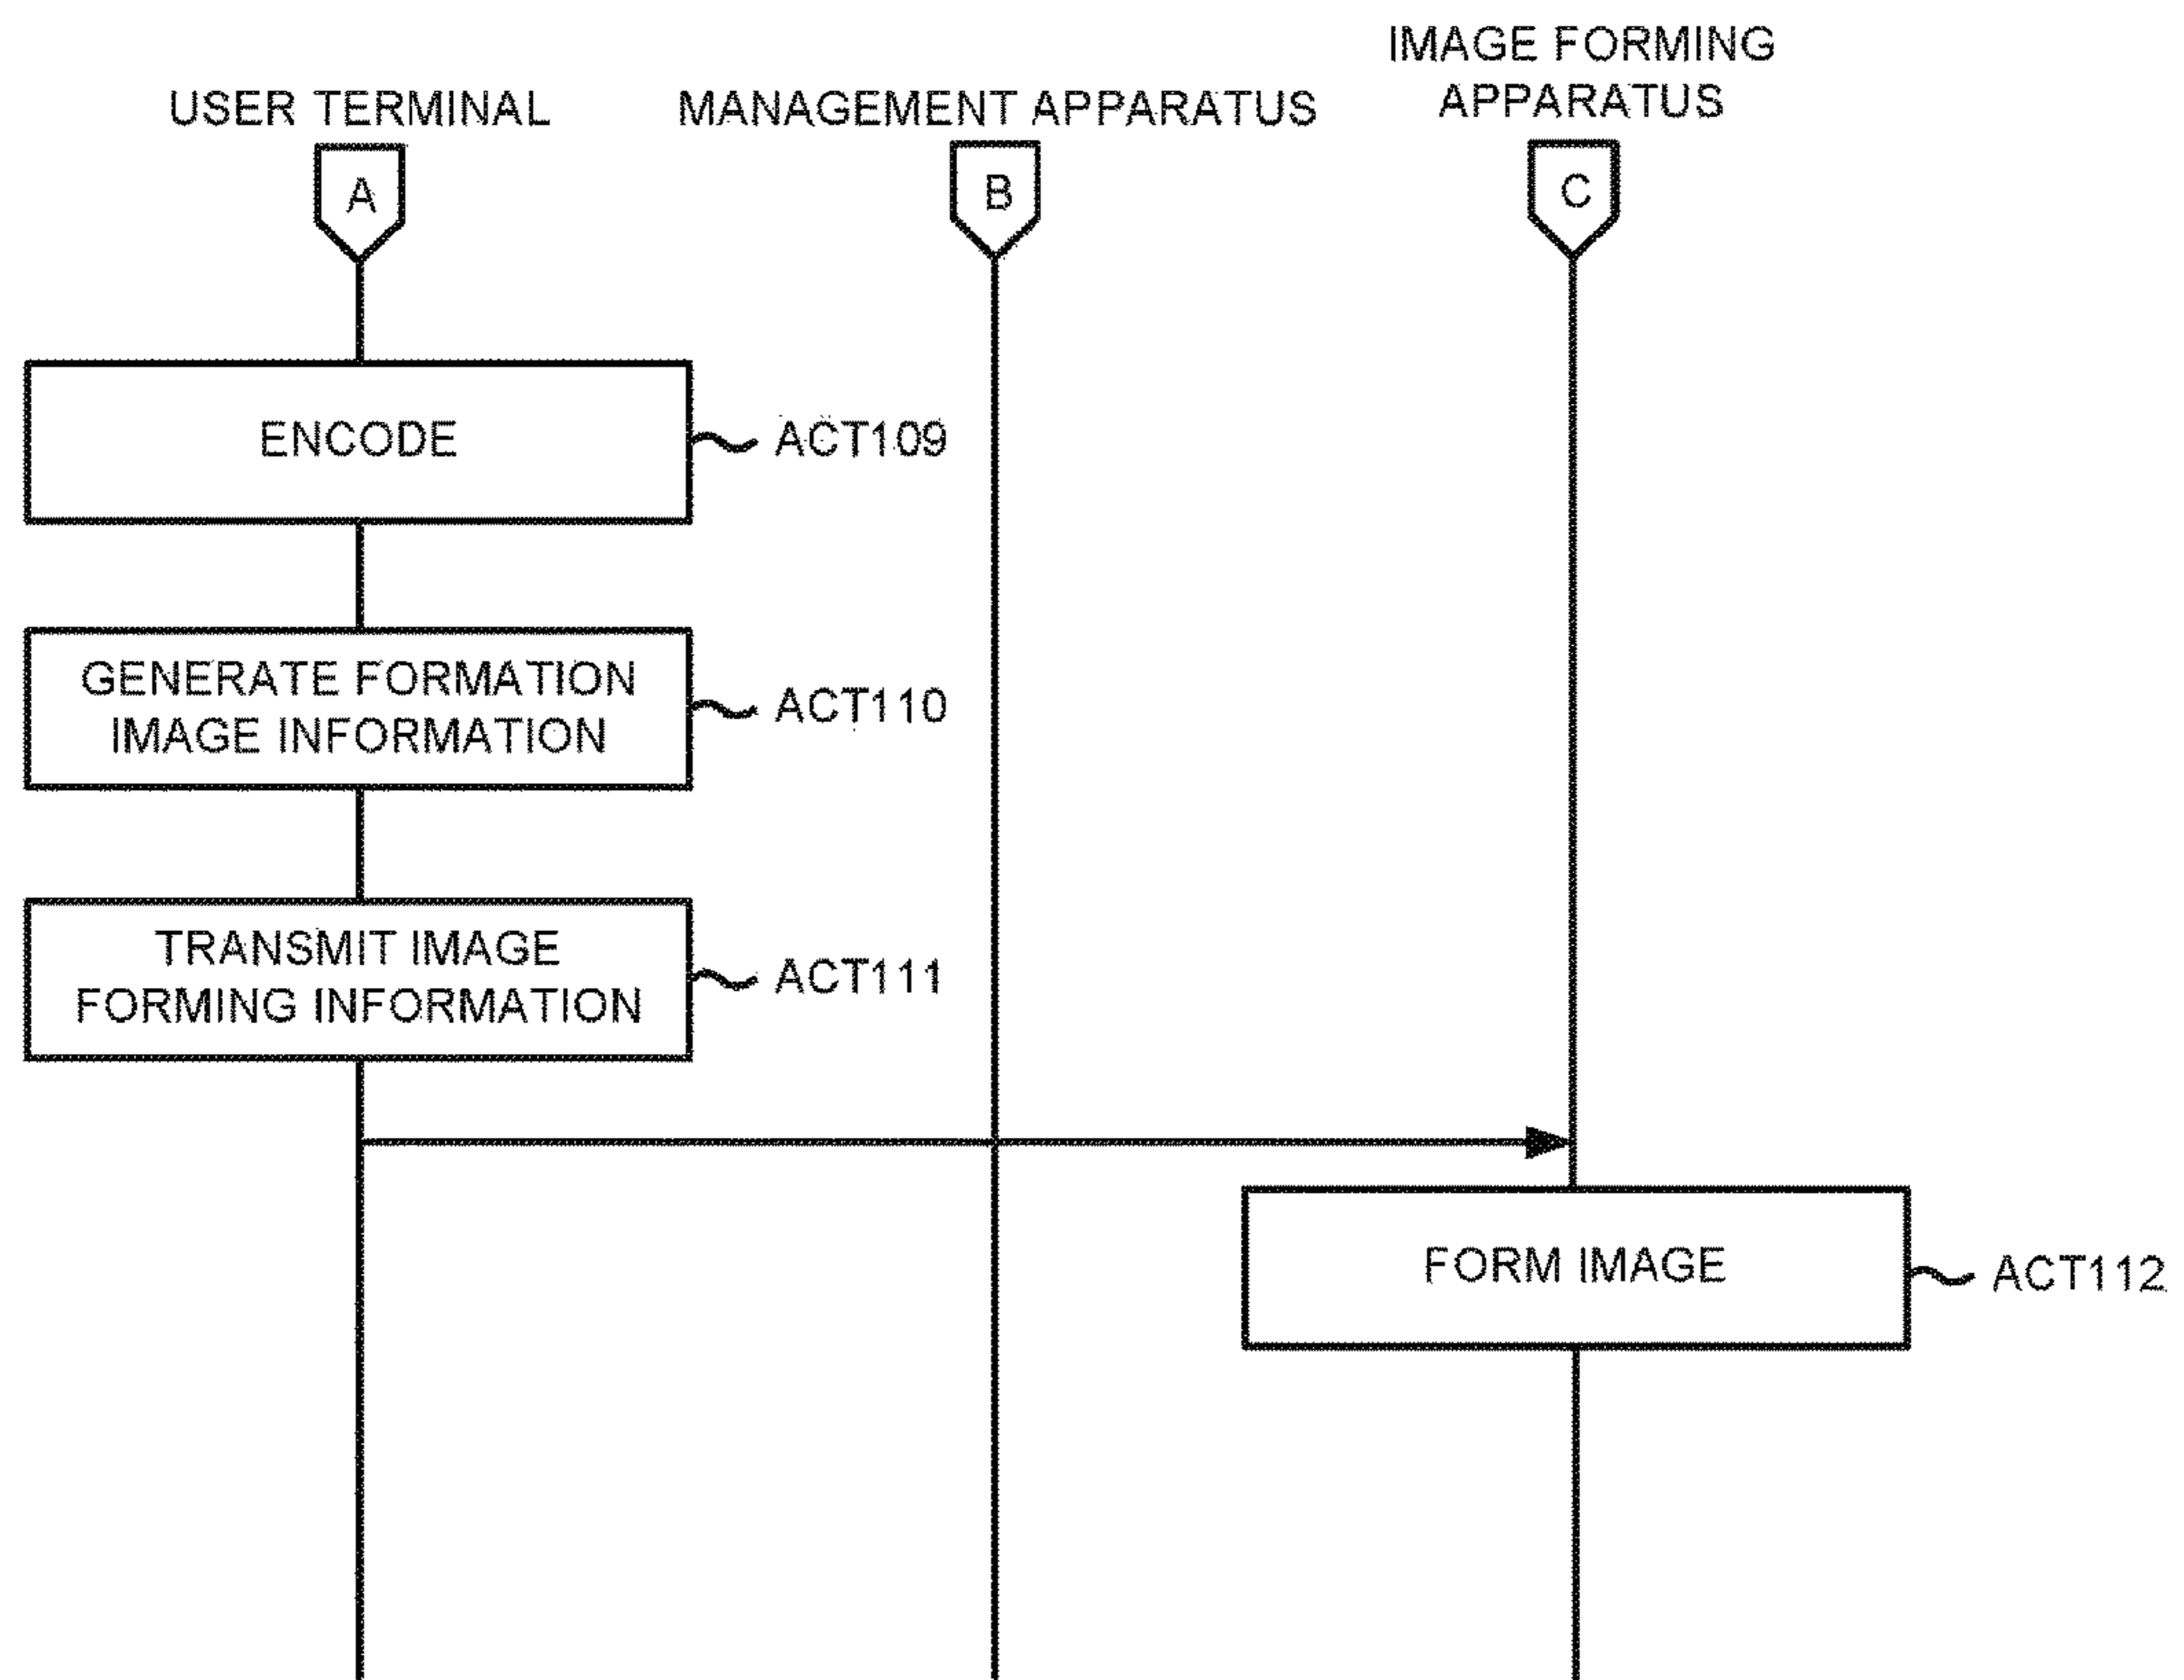 USER TERMINAL
MANAGEMENT APPARATUS
IMAGE FORMING
APPARATUS
A
B
C
ENCODE
ACT109
GENERATE FORMATION
IMAGE INFORMATION
ACT110
TRANSMIT IMAGE
FORMING INFORMATION
ACT111
FORM IMAGE
ACT112